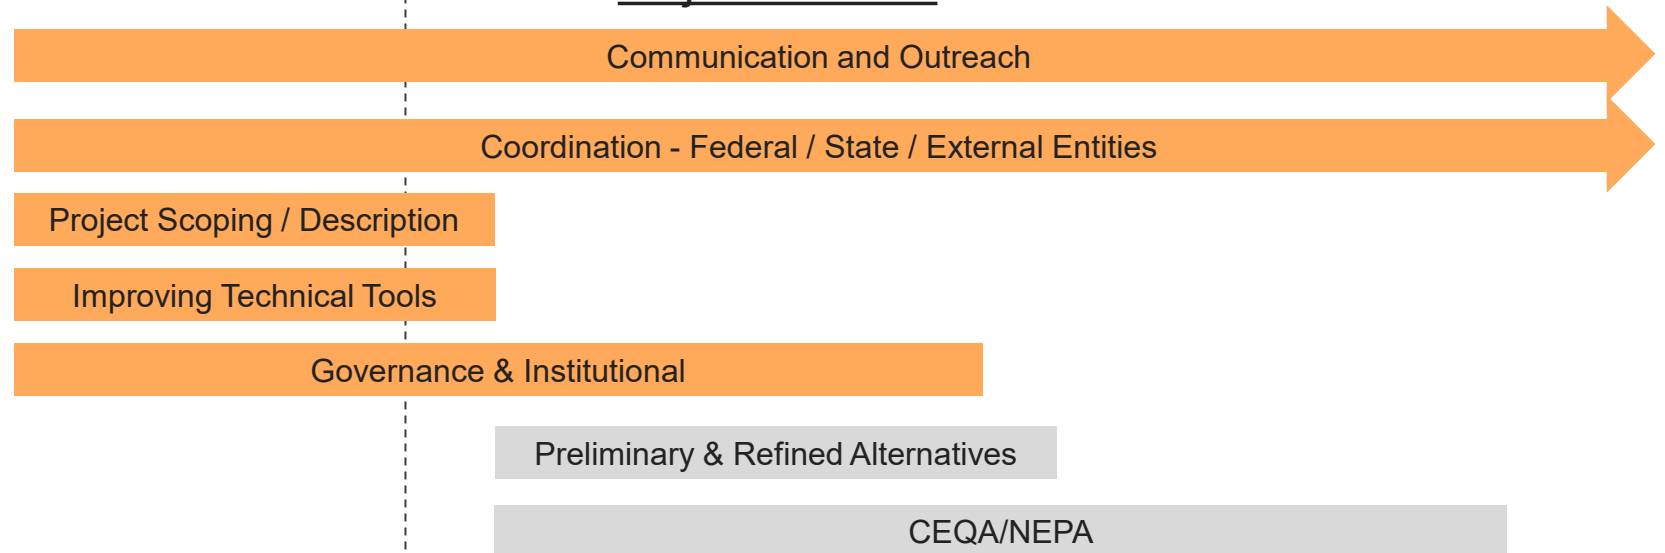 Communication and Outreach
Coordination - Federal / State / External Entities
Project Scoping / Description
Improving Technical Tools
Governance & Institutional
Preliminary & Refined Alternatives
CEQA/NEPA